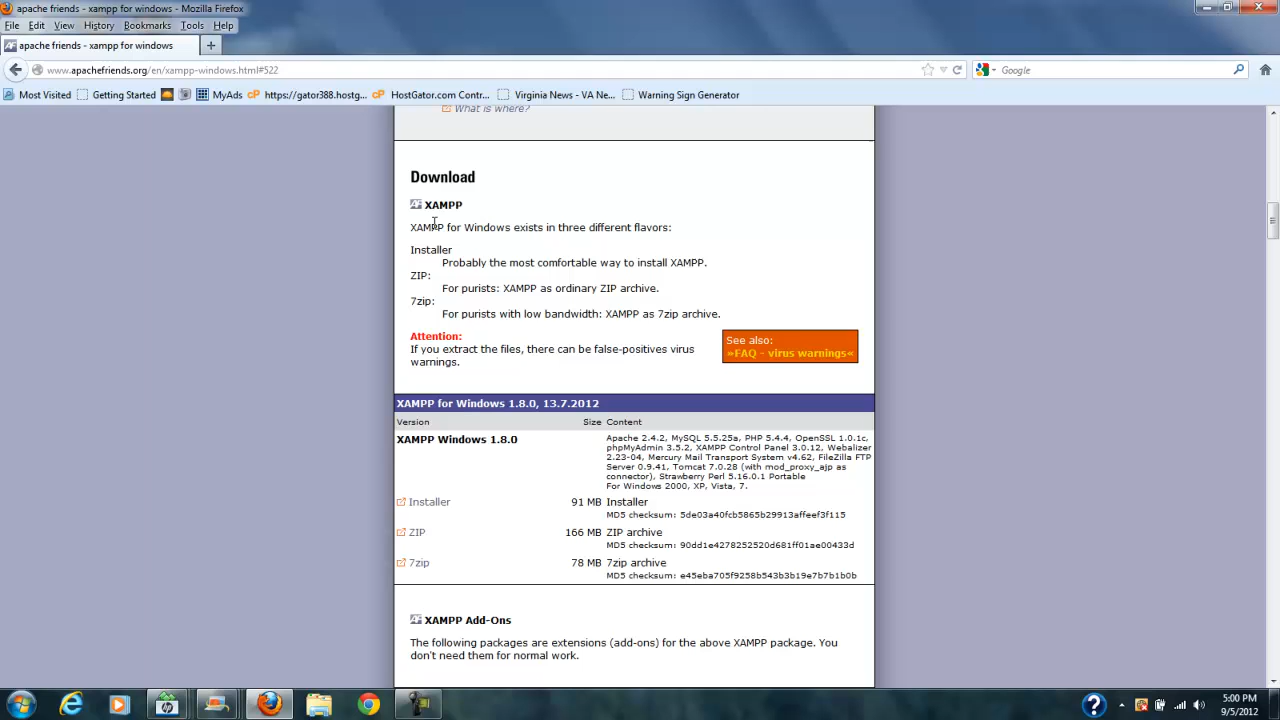 apache friends - xampp for windows - Mozilla Firefox
File Edit View History Bookmarks Tools Help
apache friends - xampp for windows
www.apachefriends.org/en/xampp-windows.html#522
Google
Most Visited Getting Started MyAds https://gator388.hostg... HostGator.com Contr... Virginia News - VA Ne... Warning Sign Generator
What is where?
Download
XAMPP
XAMPP for Windows exists in three different flavors:
Installer
Probably the most comfortable way to install XAMPP.
ZIP:
For purists: XAMPP as ordinary ZIP archive.
7zip:
For purists with low bandwidth: XAMPP as 7zip archive.
Attention:
If you extract the files, there can be false-positives virus
warnings.
See also:
»FAQ - virus warnings«
XAMPP for Windows 1.8.0, 13.7.2012
Version Size Content
XAMPP Windows 1.8.0
Apache 2.4.2, MySQL 5.5.25a, PHP 5.4.4, OpenSSL 1.0.1c,
phpMyAdmin 3.5.2, XAMPP Control Panel 3.0.12, Webalizer
2.23-04, Mercury Mail Transport System v4.62, FileZilla FTP
Server 0.9.41, Tomcat 7.0.28 (with mod_proxy_ajp as
connector), Strawberry Perl 5.16.0.1 Portable
For Windows 2000, XP, Vista, 7.
Installer 91 MB Installer
MD5 checksum: 5de03a40fcb5865b29913affeef3f115
ZIP 166 MB ZIP archive
MD5 checksum: 90dd1e4278252520d681ff01ae00433d
7zip 78 MB 7zip archive
MD5 checksum: e45eba705f9258b543b3b19e7b7b1b0b
XAMPP Add-Ons
The following packages are extensions (add-ons) for the above XAMPP package. You
don't need them for normal work.
5:00 PM
9/5/2012